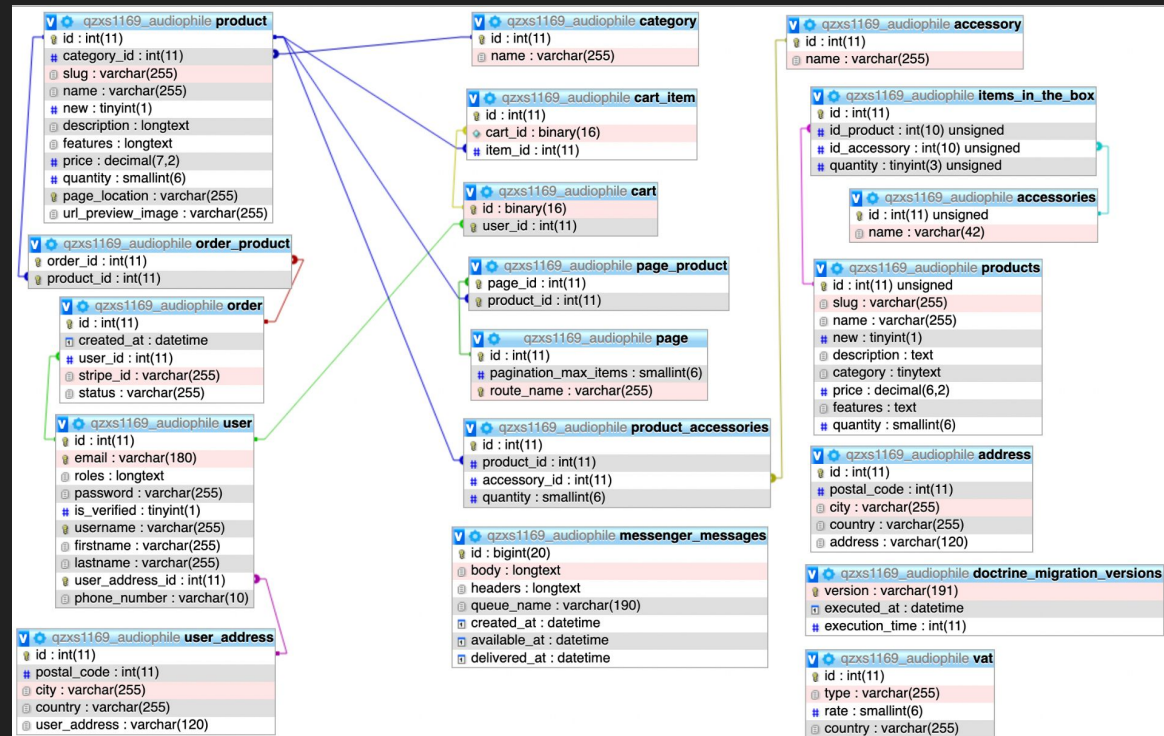 qzxs1169_audiophile product
id : int(11)
category_id : int(11)
slug : varchar(255)
name : varchar(255)
new : tinyint(1)
description : longtext
features : longtext
price : decimal(7,2)
quantity : smallint(6)
page_location : varchar(255)
url_preview_image : varchar(255)
qzxs1169_audiophile order_product
order_id : int(11)
product_id : int(11)
qzxs1169_audiophile order
id : int(11)
created_at : datetime
user_id : int(11)
stripe_id : varchar(255)
status : varchar(255)
qzxs1169_audiophile user
id : int(11)
email : varchar(180)
roles : longtext
password : varchar(255)
is_verified : tinyint(1)
username : varchar(255)
firstname : varchar(255)
lastname : varchar(255)
user_address_id : int(11)
phone_number : varchar(10)
qzxs1169_audiophile user_address
id : int(11)
postal_code : int(11)
city : varchar(255)
country : varchar(255)
user_address : varchar(120)
qzxs1169_audiophile category
id : int(11)
name : varchar(255)
qzxs1169_audiophile cart_item
id : int(11)
cart_id : binary(16)
item_id : int(11)
qzxs1169_audiophile cart
id : binary(16)
user_id : int(11)
qzxs1169_audiophile page_product
page_id : int(11)
product_id : int(11)
qzxs1169_audiophile page
id : int(11)
pagination_max_items : smallint(6)
route_name : varchar(255)
qzxs1169_audiophile product_accessories
id : int(11)
product_id : int(11)
accessory_id : int(11)
quantity : smallint(6)
qzxs1169_audiophile messenger_messages
id : bigint(20)
body : longtext
headers : longtext
queue_name : varchar(190)
created_at : datetime
available_at : datetime
delivered_at : datetime
qzxs1169_audiophile accessory
id : int(11)
name : varchar(255)
qzxs1169_audiophile items_in_the_box
id : int(11)
id_product : int(10) unsigned
id_accessory : int(10) unsigned
quantity : tinyint(3) unsigned
qzxs1169_audiophile accessories
id : int(11) unsigned
name : varchar(42)
qzxs1169_audiophile products
id : int(11) unsigned
slug : varchar(255)
name : varchar(255)
new : tinyint(1)
description : text
category : tinytext
price : decimal(6,2)
features : text
quantity : smallint(6)
qzxs1169_audiophile address
id : int(11)
postal_code : int(11)
city : varchar(255)
country : varchar(255)
address : varchar(120)
qzxs1169_audiophile doctrine_migration_versions
version : varchar(191)
executed_at : datetime
execution_time : int(11)
qzxs1169_audiophile vat
id : int(11)
type : varchar(255)
rate : smallint(6)
country : varchar(255)